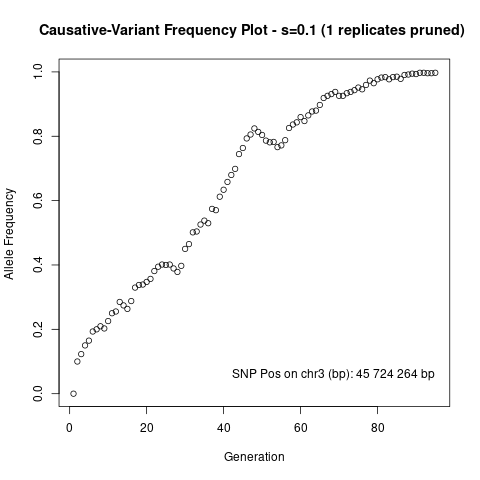 Causative-Variant Frequency Plot - s=0.1 (1 replicates pruned)
1.0
0.8
0.6
0.4
0.2
0.0
Allele Frequency
SNP Pos on chr3 (bp): 45 724 264 bp
0 20 40 60 80
Generation